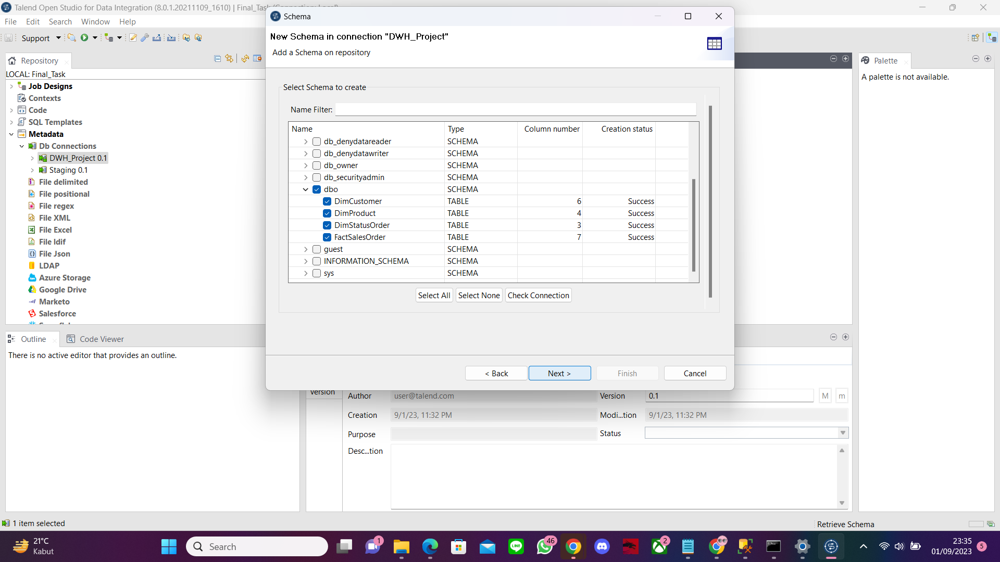 Talend Open Studio for Data Integration (8.0.1.20211109_1610) | Final_Task
File Edit Search Window Help
Support
Repository
LOCAL: Final_Task
Job Designs
Contexts
Code
SQL Templates
Metadata
Db Connections
DWH_Project 0.1
Staging 0.1
File delimited
File positional
File regex
File XML
File Excel
File ldif
File Json
LDAP
Azure Storage
Google Drive
Marketo
Salesforce
Outline
Code Viewer
There is no active editor that provides an outline.
Schema
New Schema in connection "DWH_Project"
Add a Schema on repository
Select Schema to create
Name Filter:
Name Type Column number Creation status
db_denydatareader SCHEMA
db_denydatawriter SCHEMA
db_owner SCHEMA
db_securityadmin SCHEMA
dbo SCHEMA
DimCustomer TABLE 6 Success
DimProduct TABLE 4 Success
DimStatusOrder TABLE 3 Success
FactSalesOrder TABLE 7 Success
guest SCHEMA
INFORMATION_SCHEMA SCHEMA
sys SCHEMA
Select All Select None Check Connection
< Back Next > Finish Cancel
Palette
A palette is not available.
Version
Author user@talend.com Version 0.1 M m
Creation 9/1/23, 11:32 PM Modi...tion 9/1/23, 11:32 PM
Purpose Status
Desc...tion
1 item selected
Retrieve Schema
21°C
Kabut
Search
1
LINE
46
2
23:35
01/09/2023
5